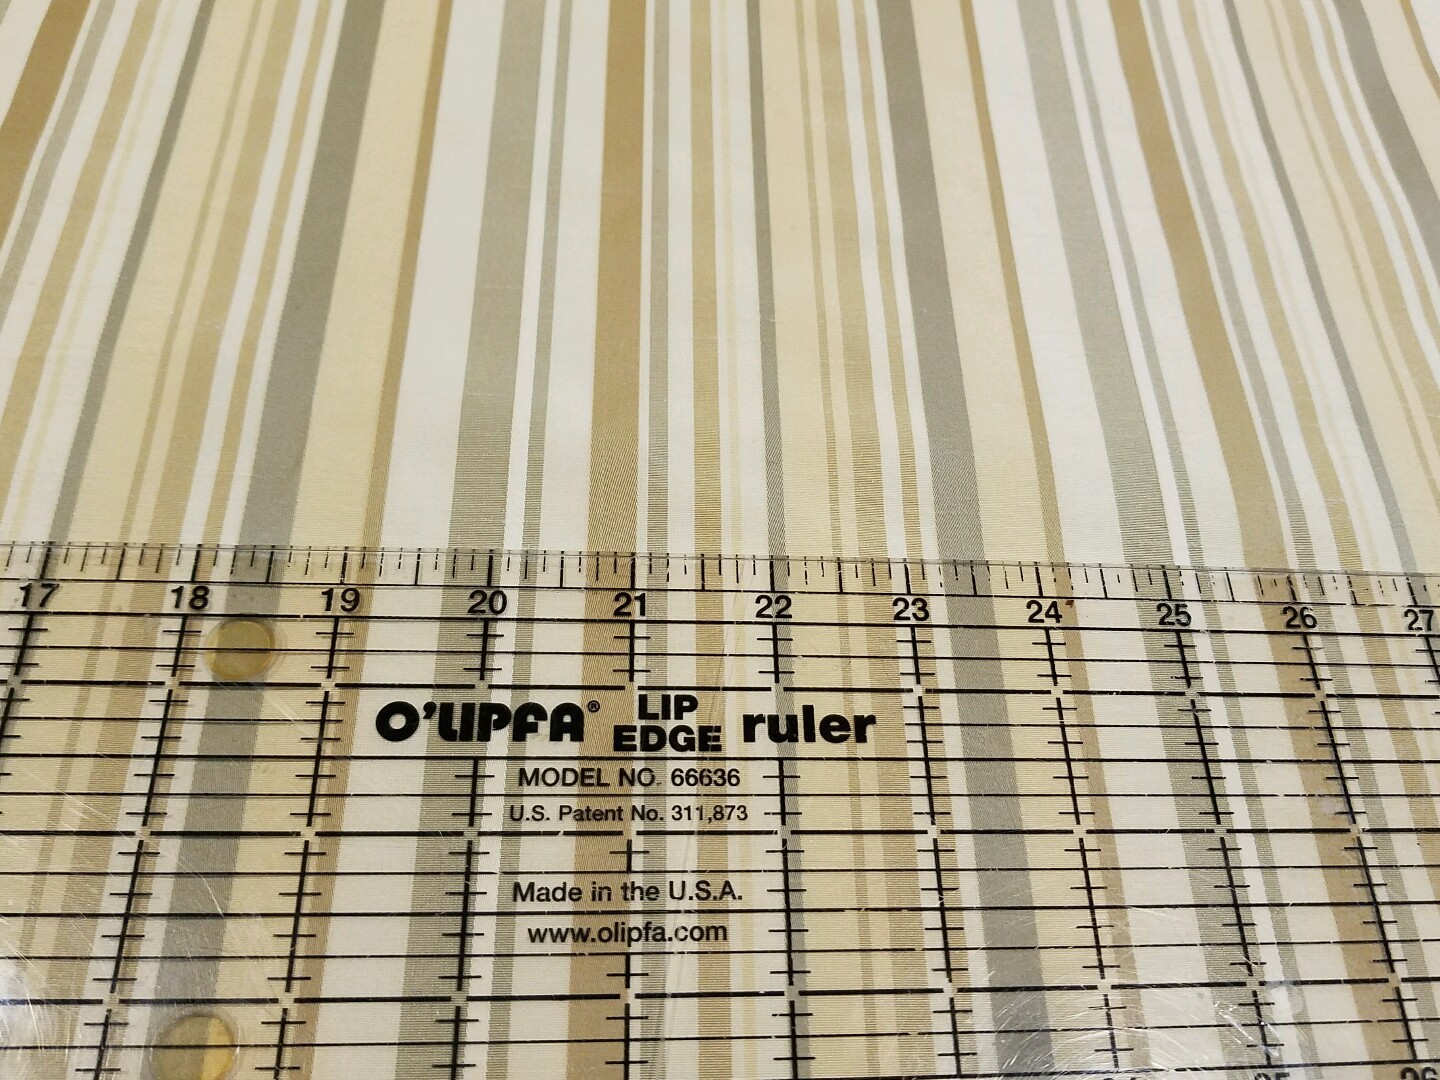 17 18 19 20 21 22 23 24 25 26 27
O'LIPFA® LIP EDGE ruler
MODEL NO. 66636
U.S. Patent No. 311,873
Made in the U.S.A.
www.olipfa.com